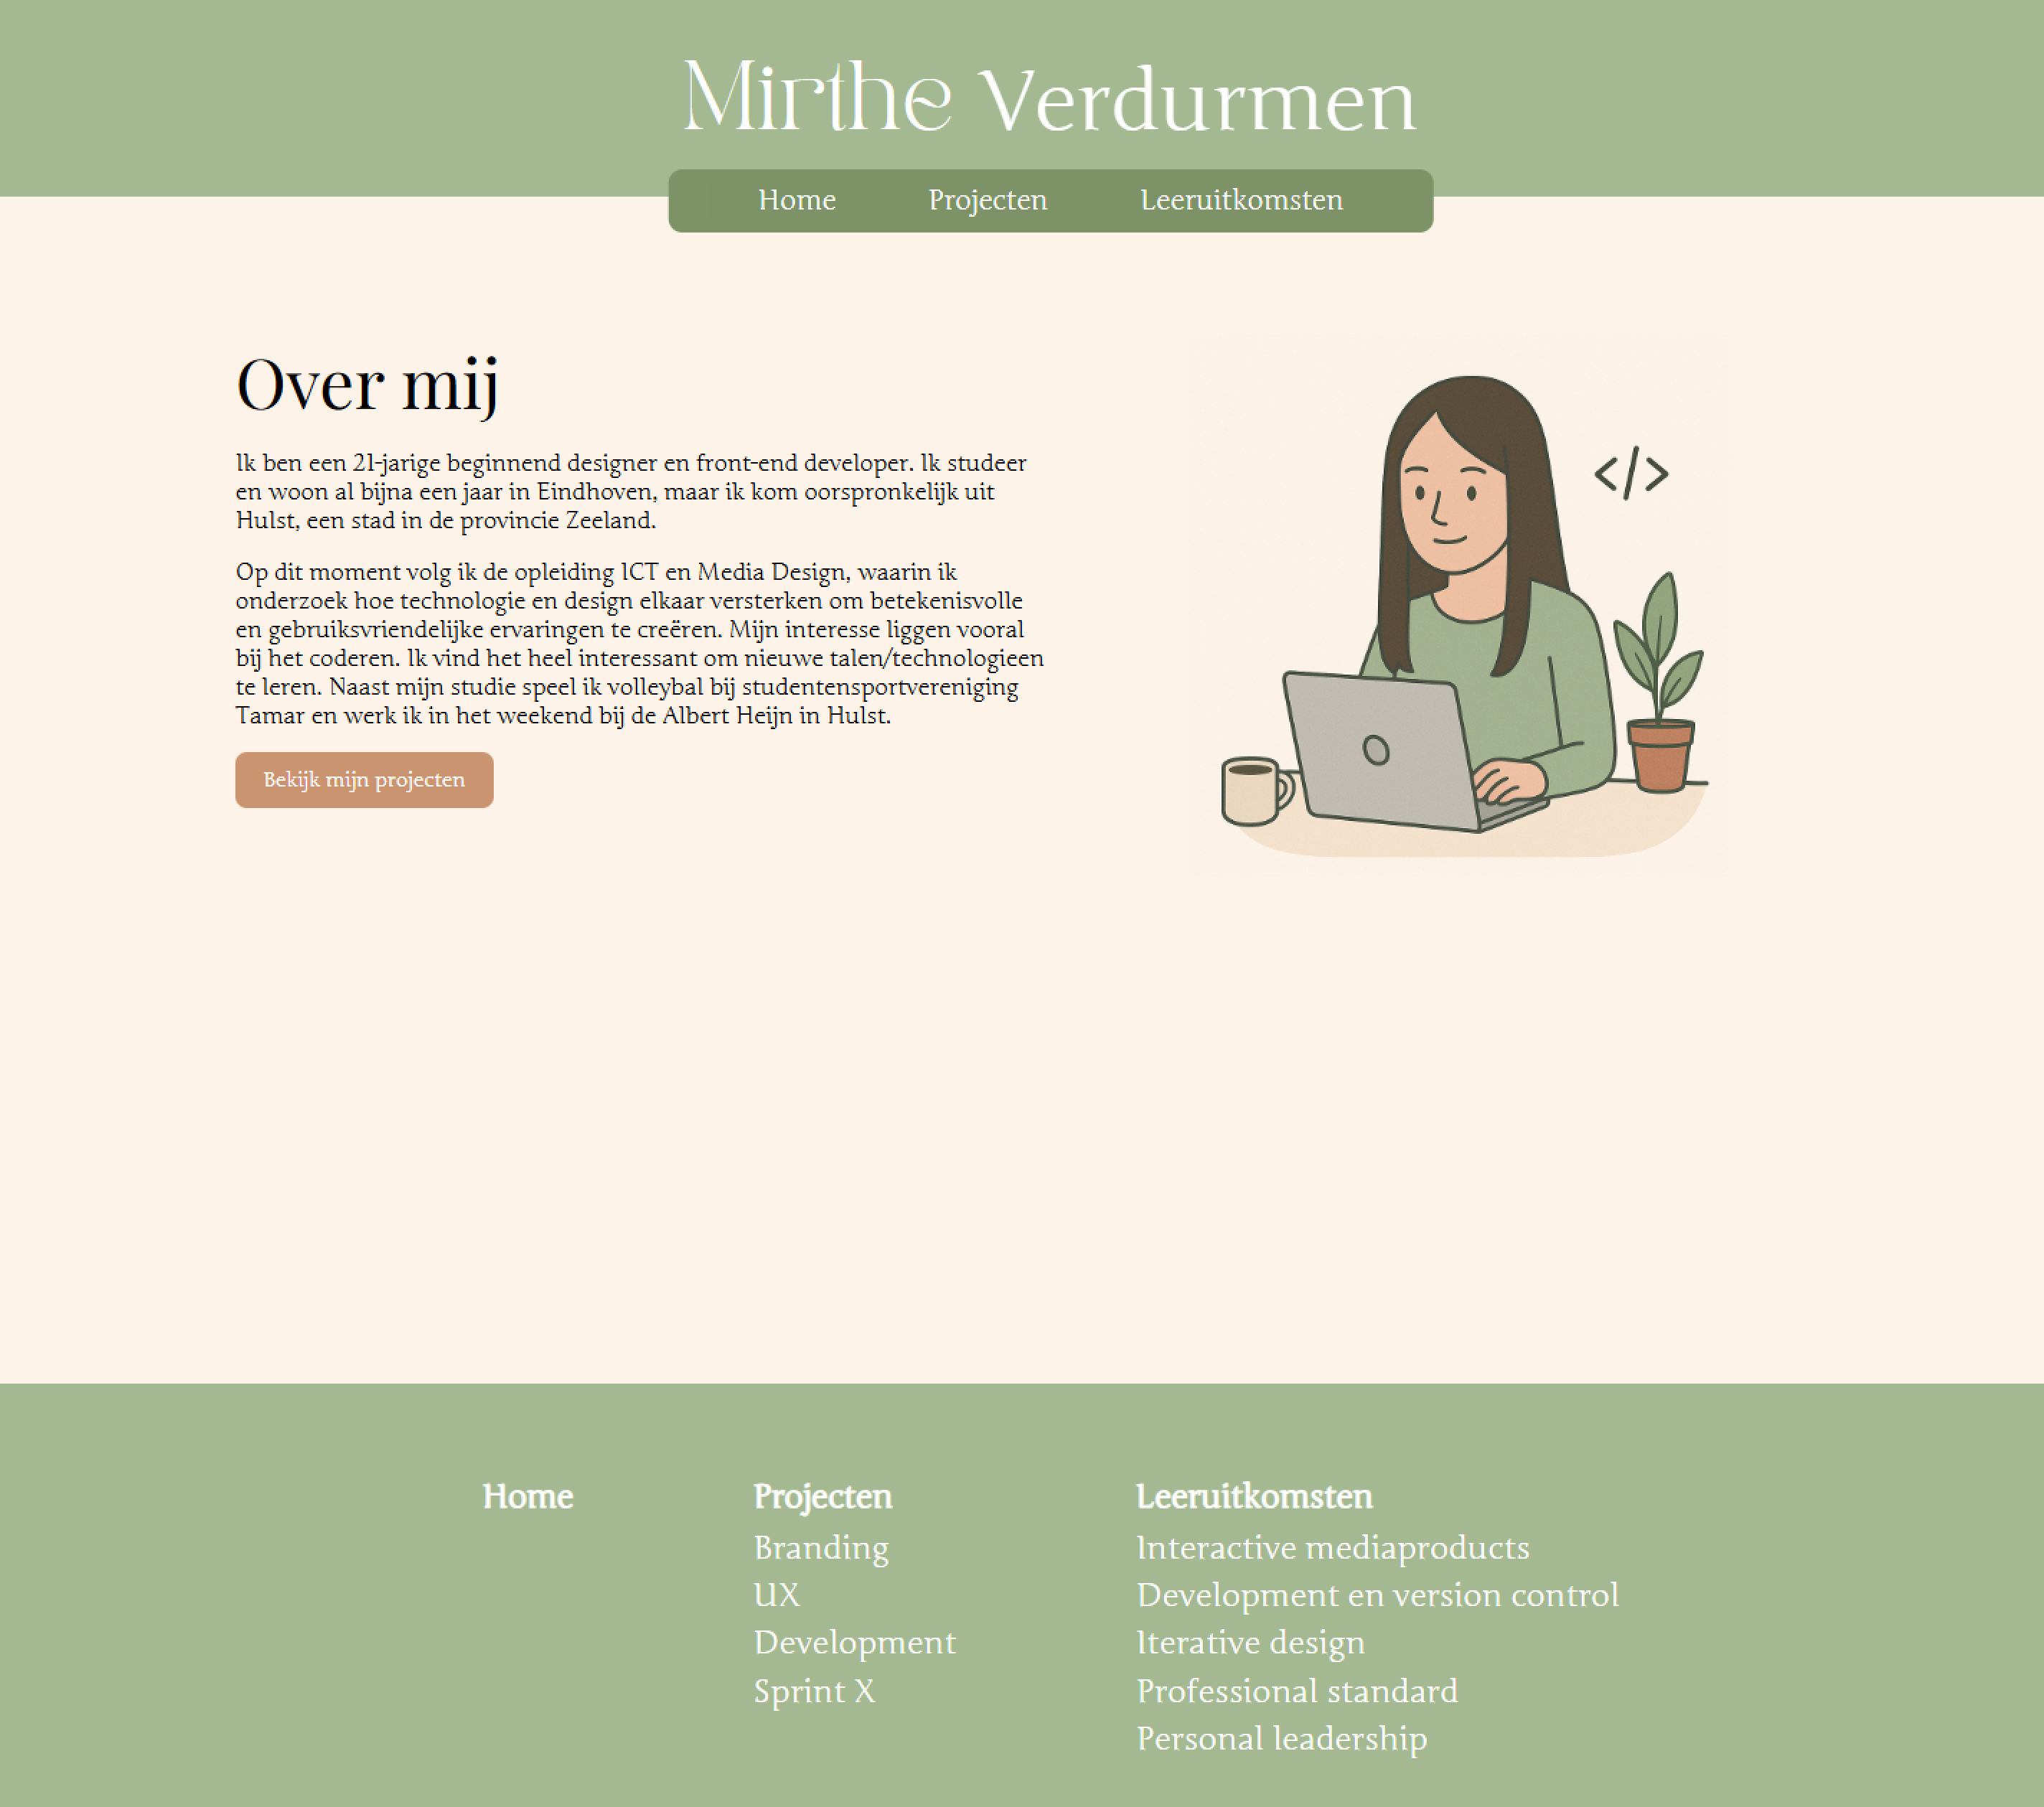 Mirthe Verdurmen
Home Projecten Leeruitkomsten
Over mij
Ik ben een 21-jarige beginnend designer en front-end developer. Ik studeer
en woon al bijna een jaar in Eindhoven, maar ik kom oorspronkelijk uit
Hulst, een stad in de provincie Zeeland.
Op dit moment volg ik de opleiding ICT en Media Design, waarin ik
onderzoek hoe technologie en design elkaar versterken om betekenisvolle
en gebruiksvriendelijke ervaringen te creëren. Mijn interesse liggen vooral
bij het coderen. Ik vind het heel interessant om nieuwe talen/technologieen
te leren. Naast mijn studie speel ik volleybal bij studentensportvereniging
Tamar en werk ik in het weekend bij de Albert Heijn in Hulst.
Bekijk mijn projecten
</>
Home
Projecten
Branding
UX
Development
Sprint X
Leeruitkomsten
Interactive mediaproducts
Development en version control
Iterative design
Professional standard
Personal leadership